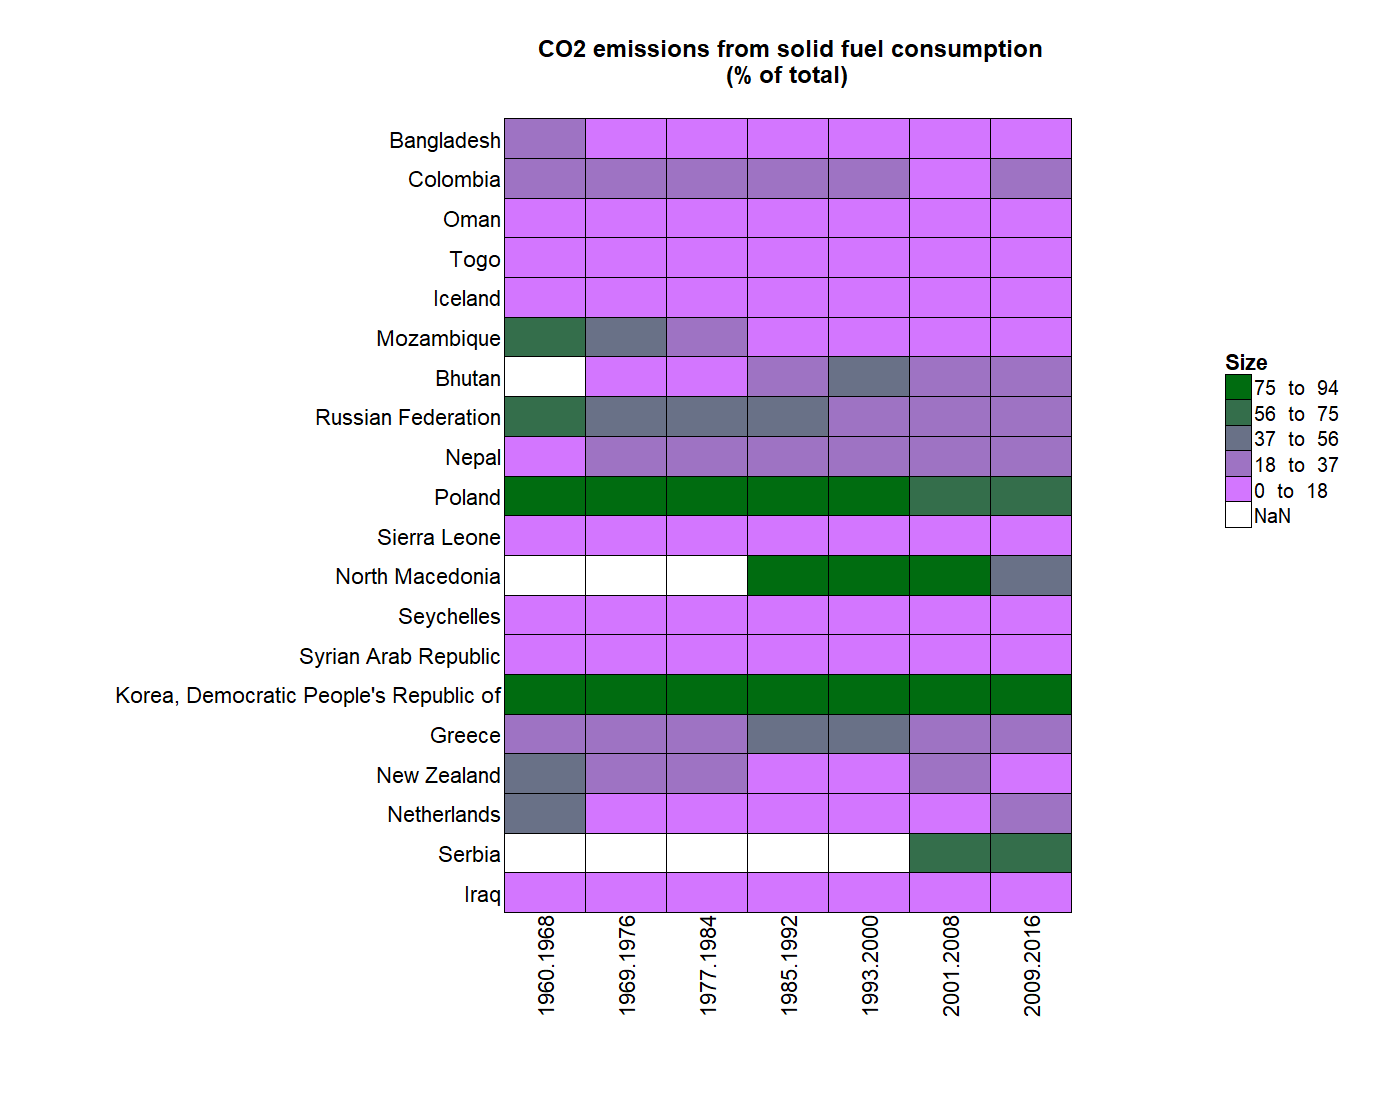 CO2 emissions from solid fuel consumption
(% of total)
Bangladesh
Colombia
Oman
Togo
Iceland
Mozambique
Bhutan
Russian Federation
Nepal
Poland
Sierra Leone
North Macedonia
Seychelles
Syrian Arab Republic
Korea, Democratic People's Republic of
Greece
New Zealand
Netherlands
Serbia
Iraq
1960.1968
1969.1976
1977.1984
1985.1992
1993.2000
2001.2008
2009.2016
Size
75 to 94
56 to 75
37 to 56
18 to 37
0 to 18
NaN